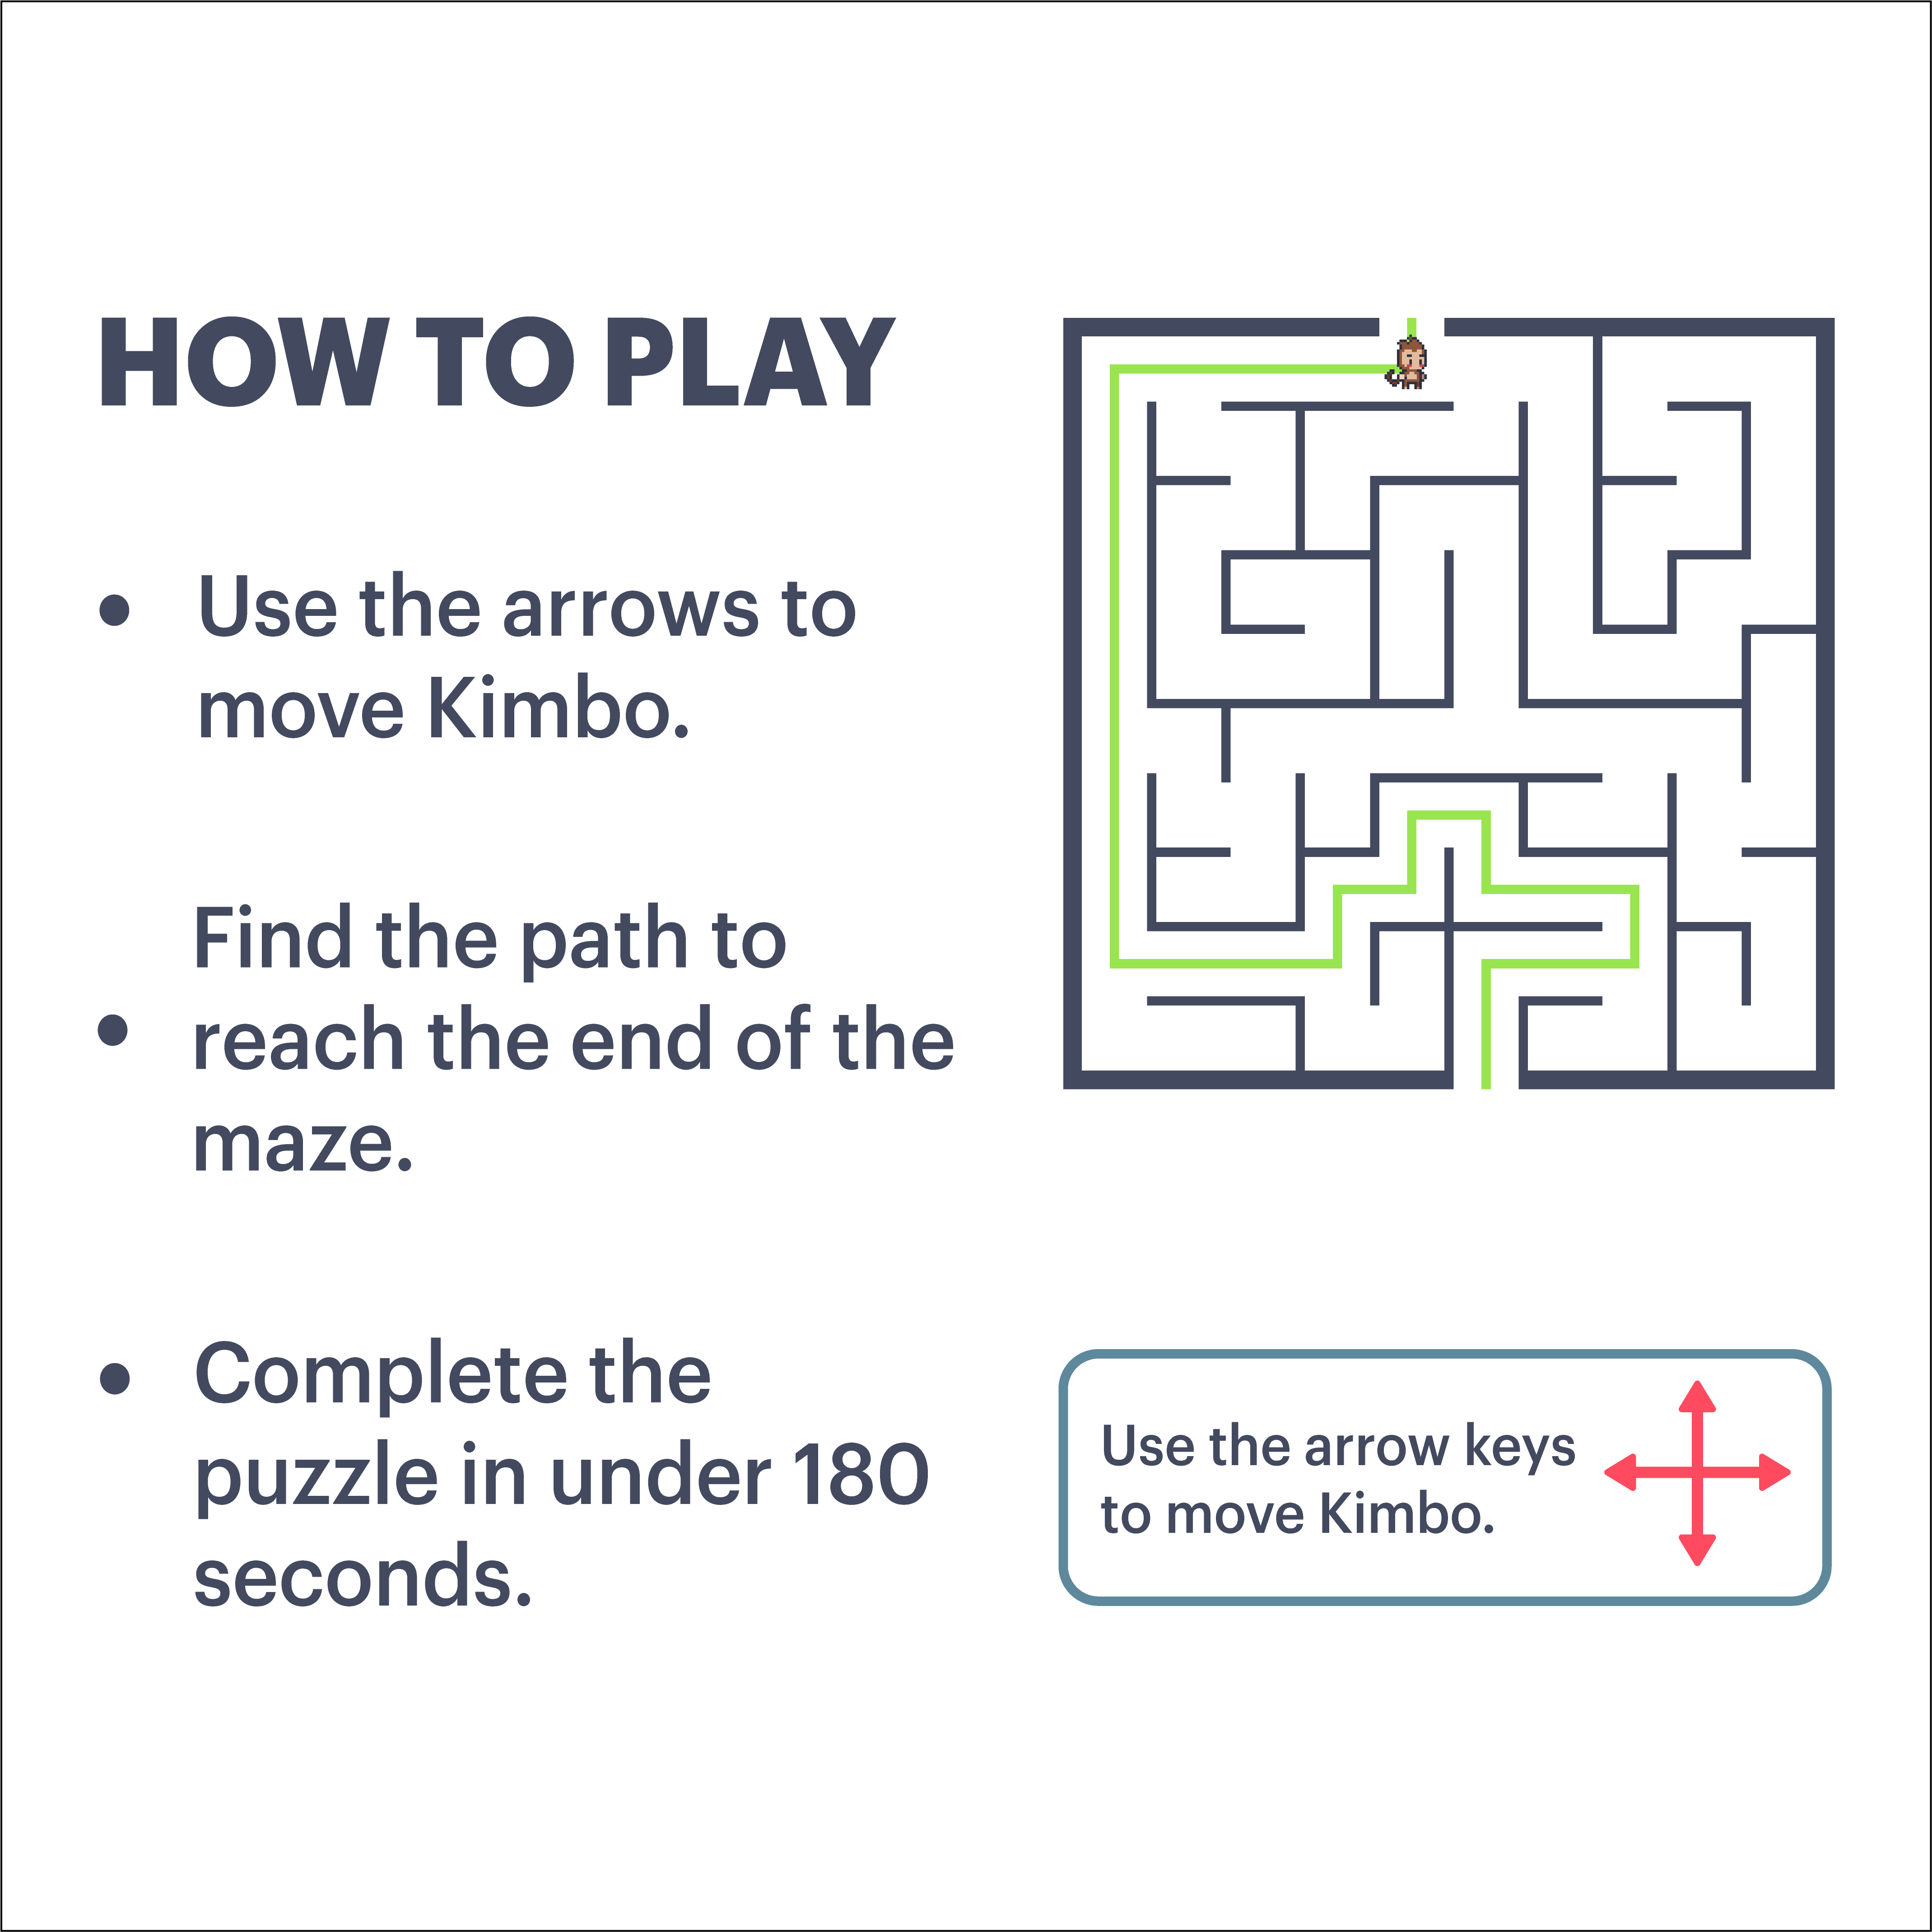 HOW TO PLAY
• Use the arrows to
move Kimbo.
Find the path to
• reach the end of the
maze.
• Complete the
puzzle in under 180
seconds.
Use the arrow keys
to move Kimbo.